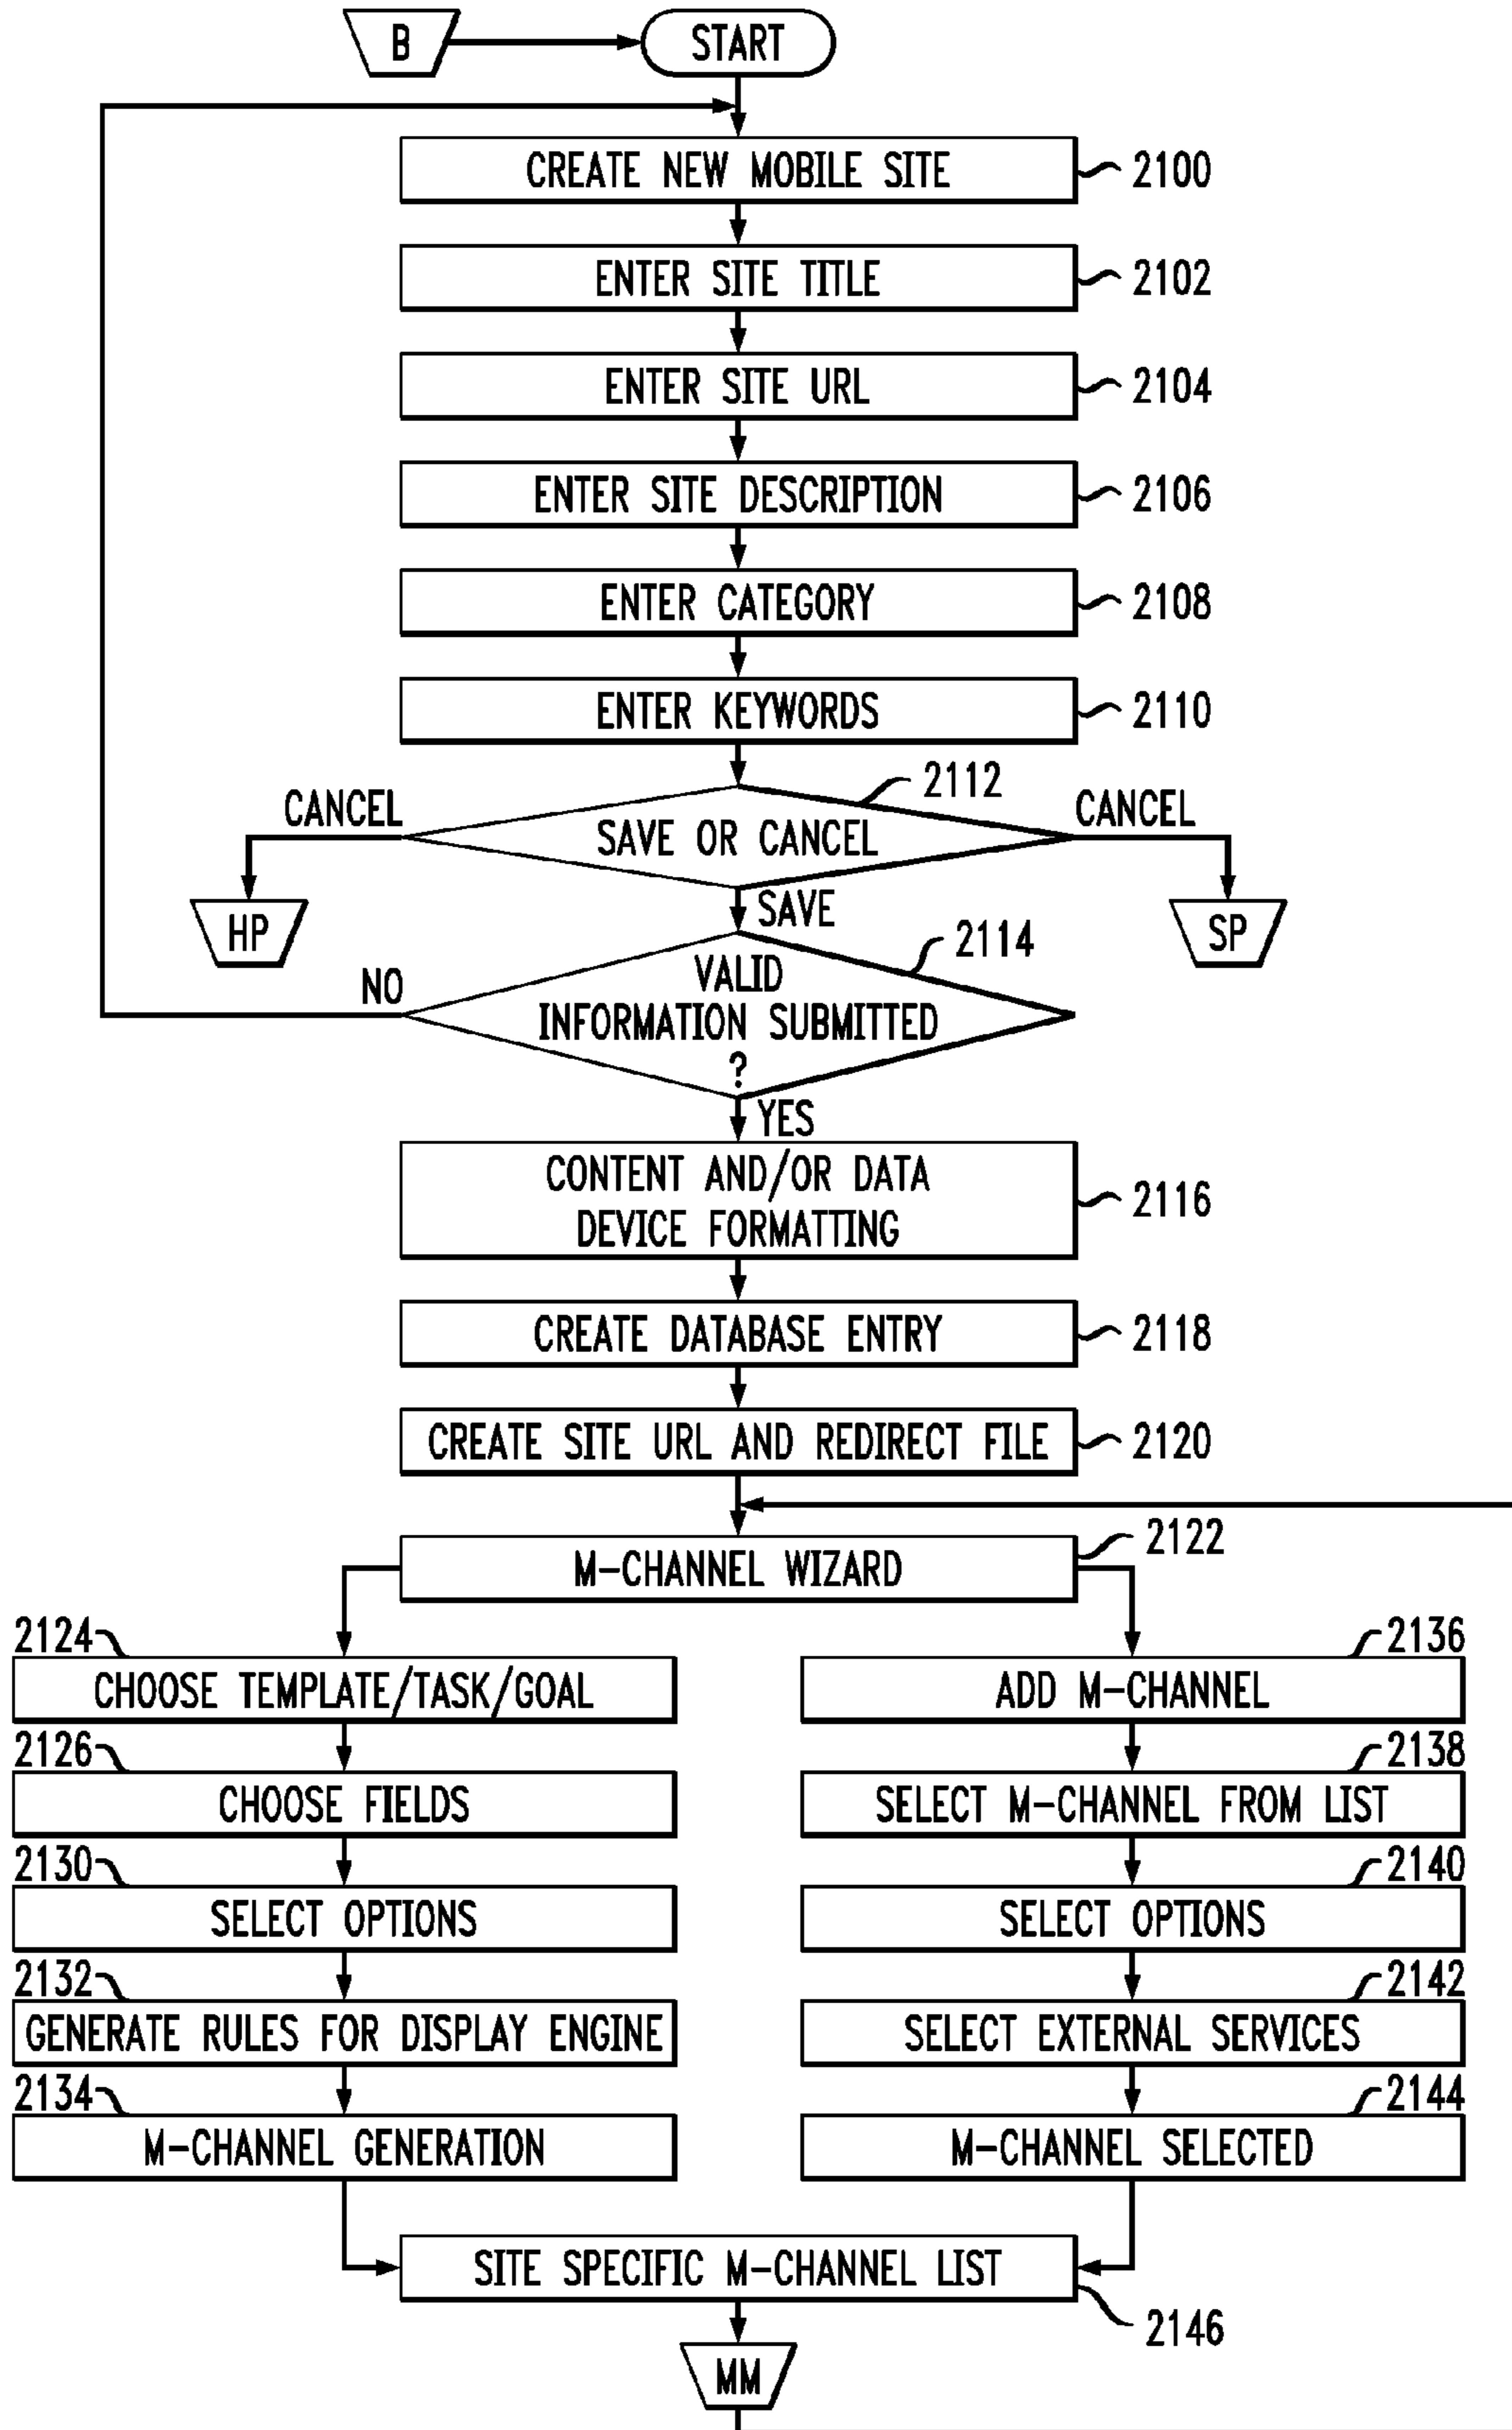 B
START
CREATE NEW MOBILE SITE
2100
ENTER SITE TITLE
2102
ENTER SITE URL
2104
ENTER SITE DESCRIPTION
2106
ENTER CATEGORY
2108
ENTER KEYWORDS
2110
2112
CANCEL
SAVE OR CANCEL
CANCEL
HP
SAVE
SP
2114
NO
VALID
INFORMATION SUBMITTED
?
YES
CONTENT AND/OR DATA
DEVICE FORMATTING
2116
CREATE DATABASE ENTRY
2118
CREATE SITE URL AND REDIRECT FILE
2120
M-CHANNEL WIZARD
2122
2124
CHOOSE TEMPLATE/TASK/GOAL
2136
ADD M-CHANNEL
2126
CHOOSE FIELDS
2138
SELECT M-CHANNEL FROM LIST
2130
SELECT OPTIONS
2140
SELECT OPTIONS
2132
GENERATE RULES FOR DISPLAY ENGINE
2142
SELECT EXTERNAL SERVICES
2134
M-CHANNEL GENERATION
2144
M-CHANNEL SELECTED
SITE SPECIFIC M-CHANNEL LIST
2146
MM